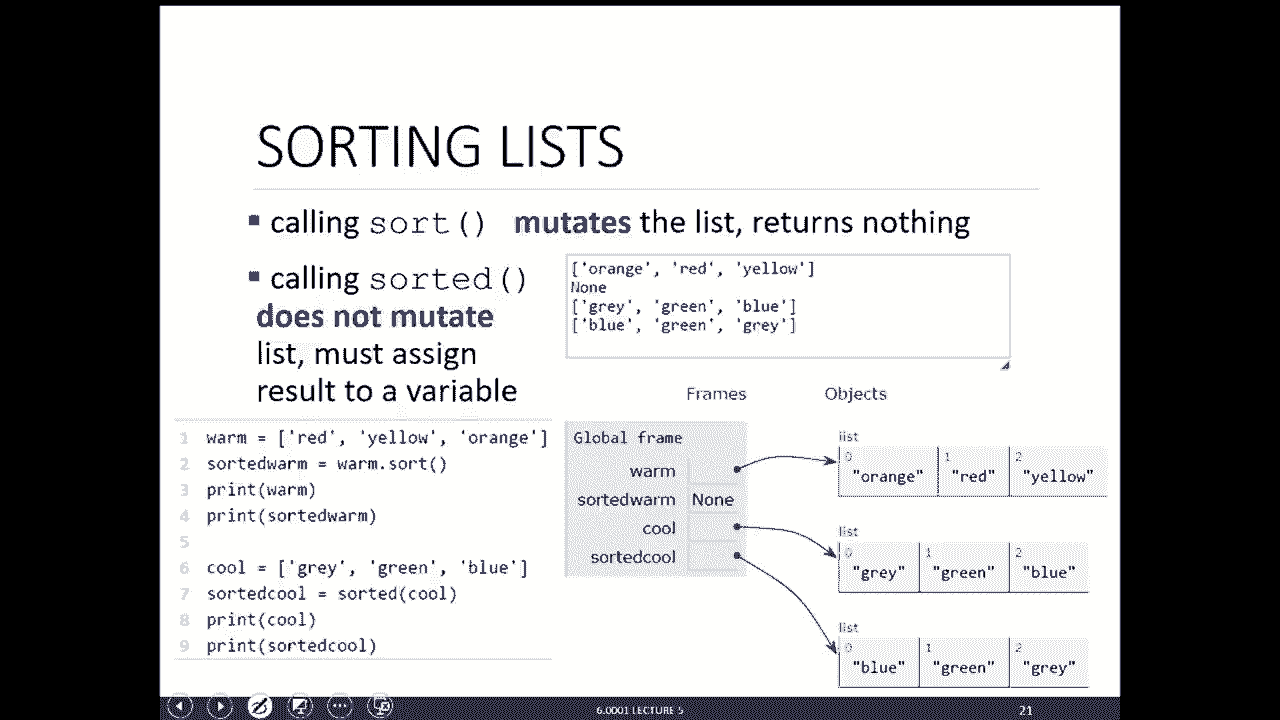 SORTING LISTS
▪ calling sort() mutates the list, returns nothing
▪ calling sorted()
does not mutate
list, must assign
result to a variable
['orange', 'red', 'yellow']
None
['grey', 'green', 'blue']
['blue', 'green', 'grey']
1 warm = ['red', 'yellow', 'orange']
2 sortedwarm = warm.sort()
3 print(warm)
4 print(sortedwarm)
5
6 cool = ['grey', 'green', 'blue']
7 sortedcool = sorted(cool)
8 print(cool)
9 print(sortedcool)
Frames Objects
Global frame
warm
sortedwarm None
cool
sortedcool
list
0 1 2
"orange" "red" "yellow"
list
0 1 2
"grey" "green" "blue"
list
0 1 2
"blue" "green" "grey"
6.0001 LECTURE 5
21